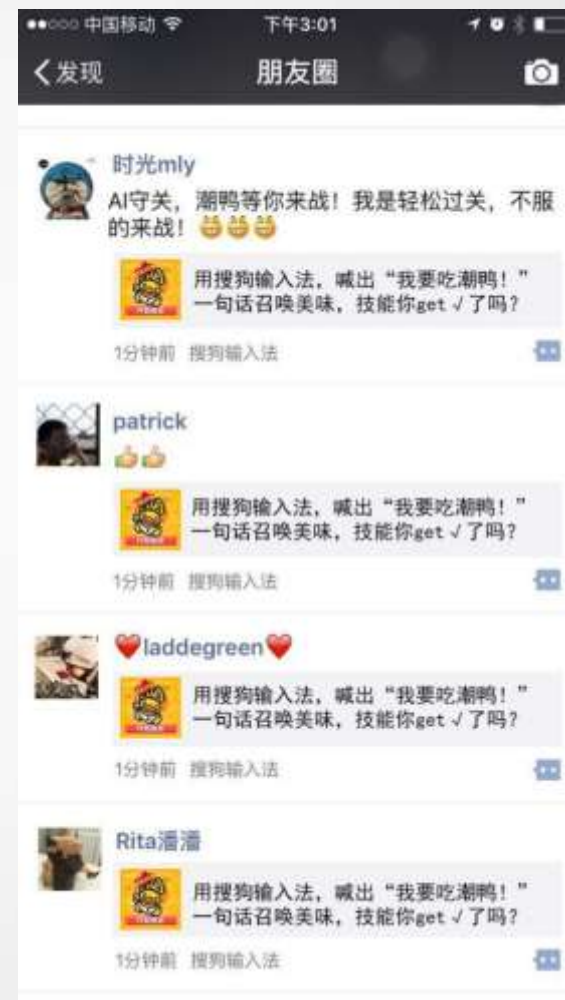 中国移动 下午3:01
发现 朋友圈
时光mly
AI守关，潮鸭等你来战！我是轻松过关，不服
的来战！😆😆😆
用搜狗输入法，喊出“我要吃潮鸭！”
一句话召唤美味，技能你get√了吗？
1分钟前 搜狗输入法
patrick
👍👍
用搜狗输入法，喊出“我要吃潮鸭！”
一句话召唤美味，技能你get√了吗？
1分钟前 搜狗输入法
❤️laddegreen❤️
用搜狗输入法，喊出“我要吃潮鸭！”
一句话召唤美味，技能你get√了吗？
1分钟前 搜狗输入法
Rita潘潘
用搜狗输入法，喊出“我要吃潮鸭！”
一句话召唤美味，技能你get√了吗？
1分钟前 搜狗输入法